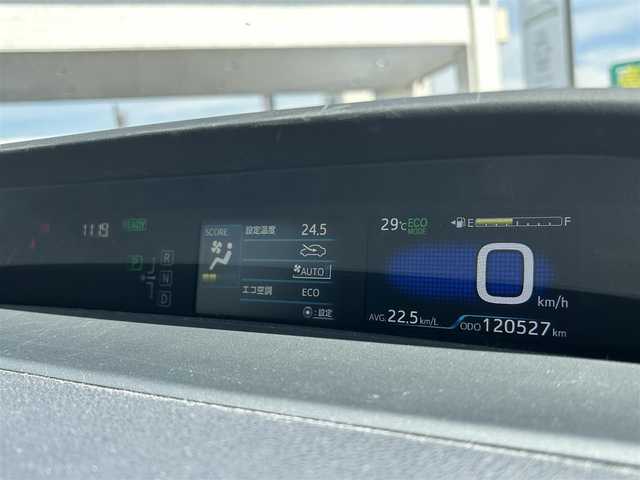 11:19
READY
P
R
N
D
SCORE
設定温度 24.5
AUTO
エコ空調 ECO
:設定
29℃ ECO MODE
E F
0 km/h
AVG. 22.5 km/L
ODO 120527 km